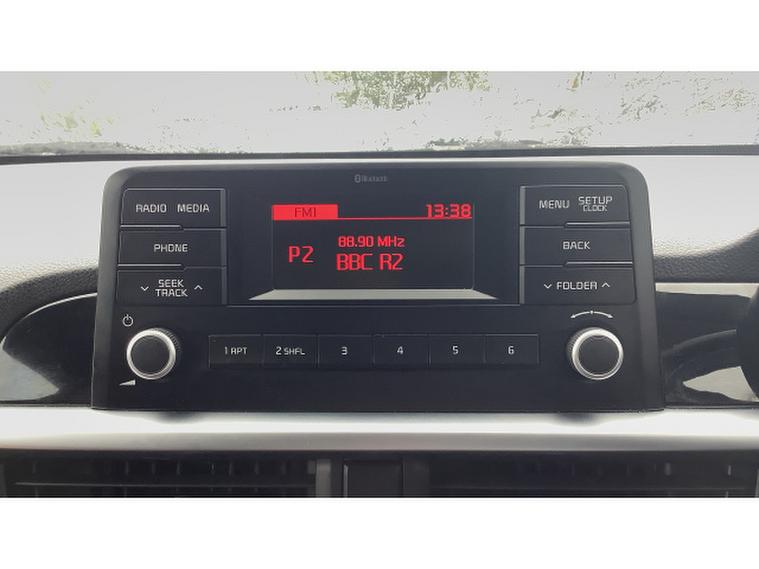 Bluetooth
RADIO MEDIA
PHONE
SEEK
TRACK
FM1 13:38
P2
88.90 MHz
BBC R2
MENU SETUP
CLOCK
BACK
FOLDER
1 RPT 2 SHFL 3 4 5 6